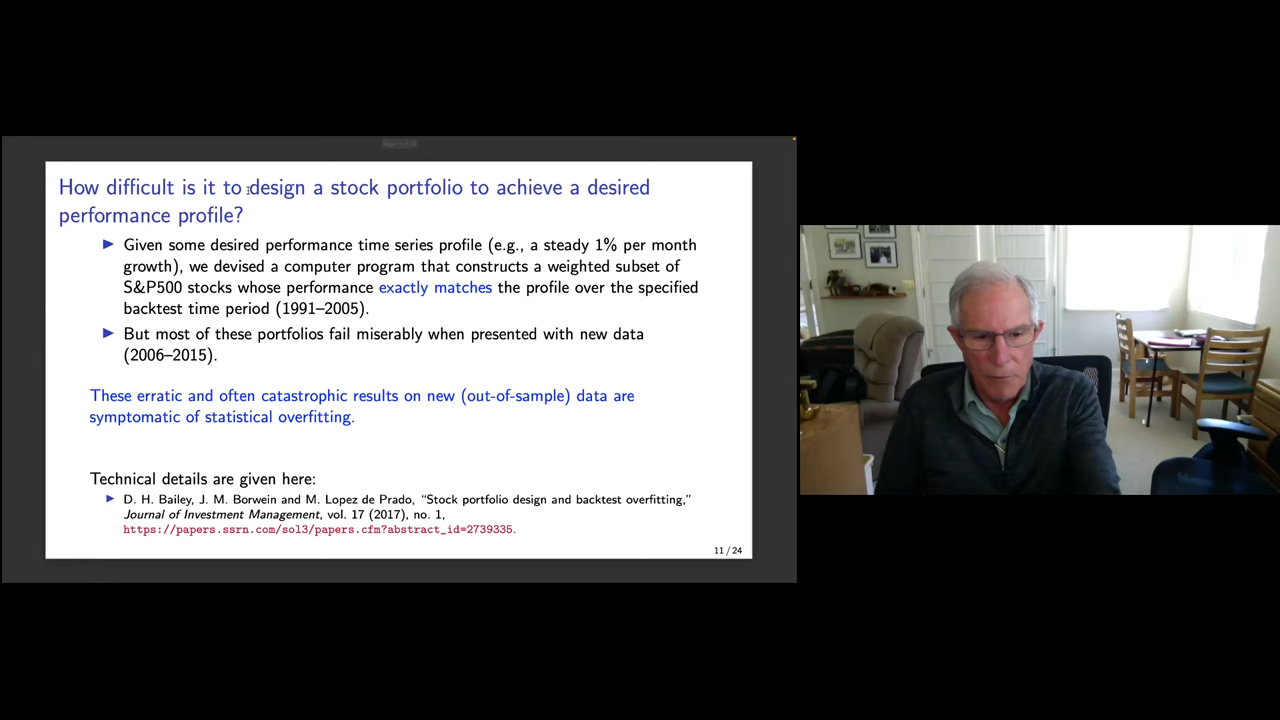 How difficult is it to design a stock portfolio to achieve a desired
performance profile?
▶ Given some desired performance time series profile (e.g., a steady 1% per month
growth), we devised a computer program that constructs a weighted subset of
S&P500 stocks whose performance exactly matches the profile over the specified
backtest time period (1991–2005).
▶ But most of these portfolios fail miserably when presented with new data
(2006–2015).
These erratic and often catastrophic results on new (out-of-sample) data are
symptomatic of statistical overfitting.
Technical details are given here:
▶ D. H. Bailey, J. M. Borwein and M. Lopez de Prado, “Stock portfolio design and backtest overfitting,”
Journal of Investment Management, vol. 17 (2017), no. 1,
https://papers.ssrn.com/sol3/papers.cfm?abstract_id=2739335.
11 / 24